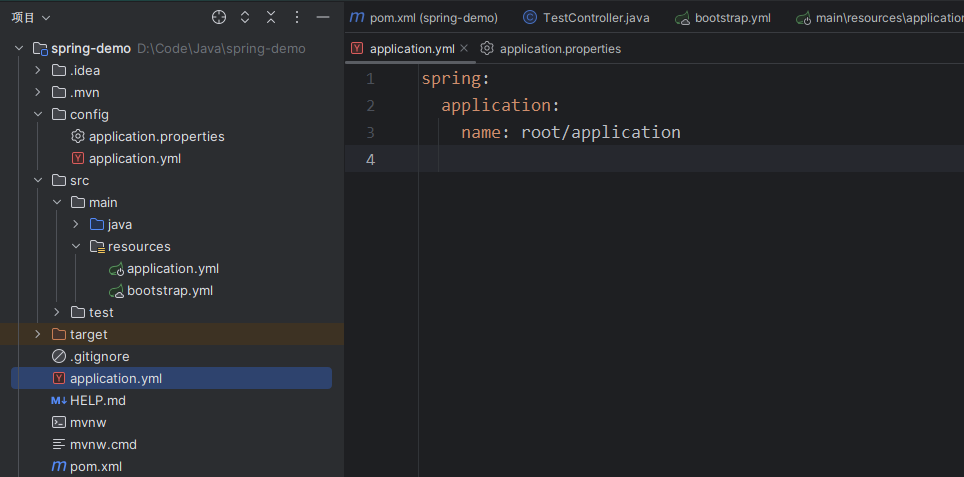 项目
spring-demo D:\Code\Java\spring-demo
.idea
.mvn
config
application.properties
application.yml
src
main
java
resources
application.yml
bootstrap.yml
test
target
.gitignore
application.yml
M↓ HELP.md
mvnw
mvnw.cmd
m pom.xml
m pom.xml (spring-demo) C TestController.java bootstrap.yml main\resources\application
Y application.yml application.properties
1 spring:
2 application:
3 name: root/application
4